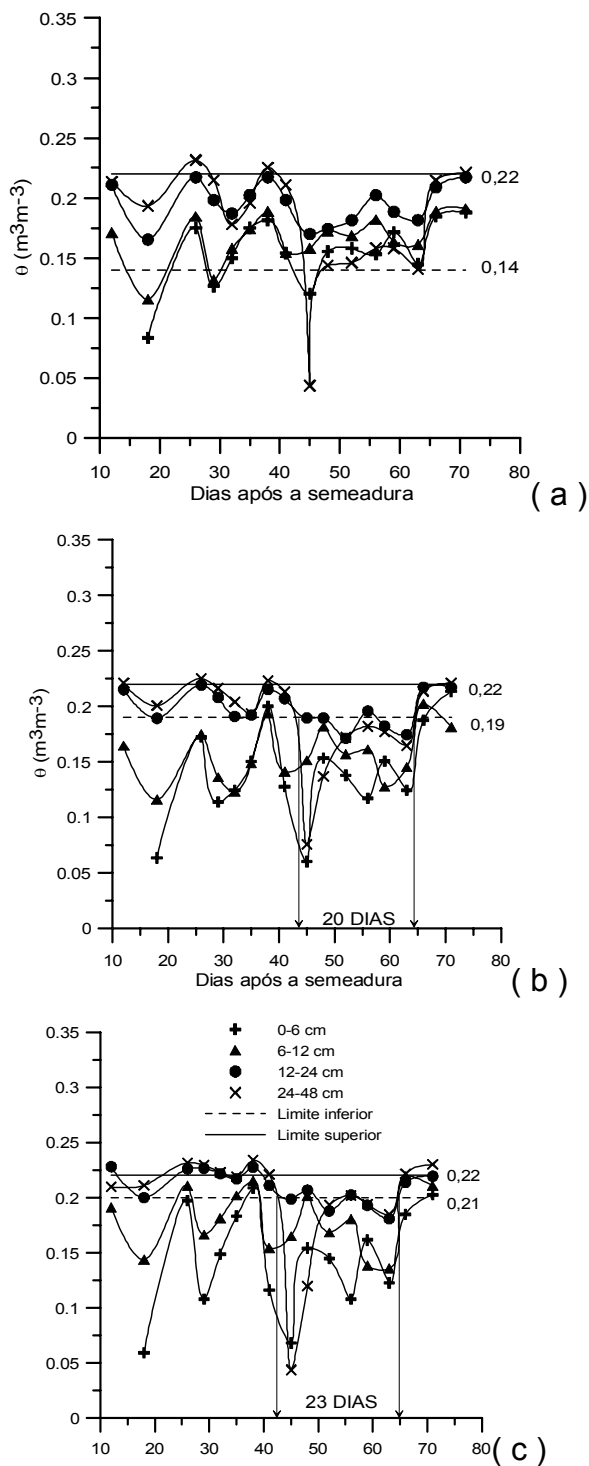 0.35
0.3
0.25
0.2
0.15
0.1
0.05
0
θ (m³m-³)
0,22
0,14
10 20 30 40 50 60 70 80
Dias após a semeadura
( a )
0.35
0.3
0.25
0.2
0.15
0.1
0.05
0
θ (m³m-³)
0,22
0,19
20 DIAS
10 20 30 40 50 60 70 80
Dias após a semeadura
( b )
0.35
0.3
0.25
0.2
0.15
0.1
0.05
0
0-6 cm
6-12 cm
12-24 cm
24-48 cm
Limite inferior
Limite superior
0,22
0,21
23 DIAS
10 20 30 40 50 60 70 80
( c )